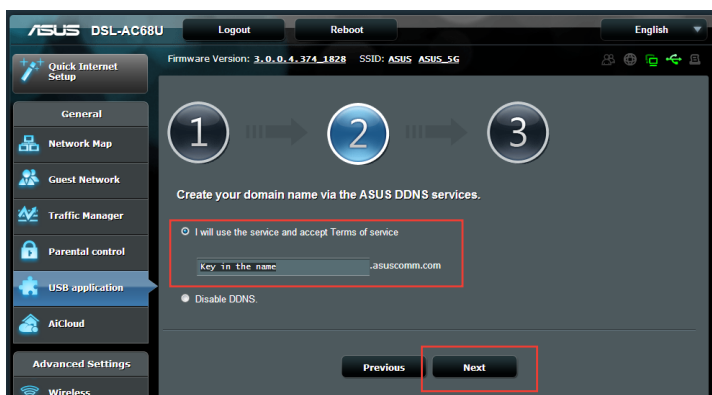 ASUS DSL-AC68U Logout Reboot English
Quick Internet Setup
Firmware Version: 3.0.0.4.374_1828 SSID: ASUS ASUS_5G
General
Network Map
Guest Network
Traffic Manager
Parental control
USB application
AiCloud
Advanced Settings
Wireless
1 2 3
Create your domain name via the ASUS DDNS services.
I will use the service and accept Terms of service
Key in the name .asuscomm.com
Disable DDNS.
Previous Next